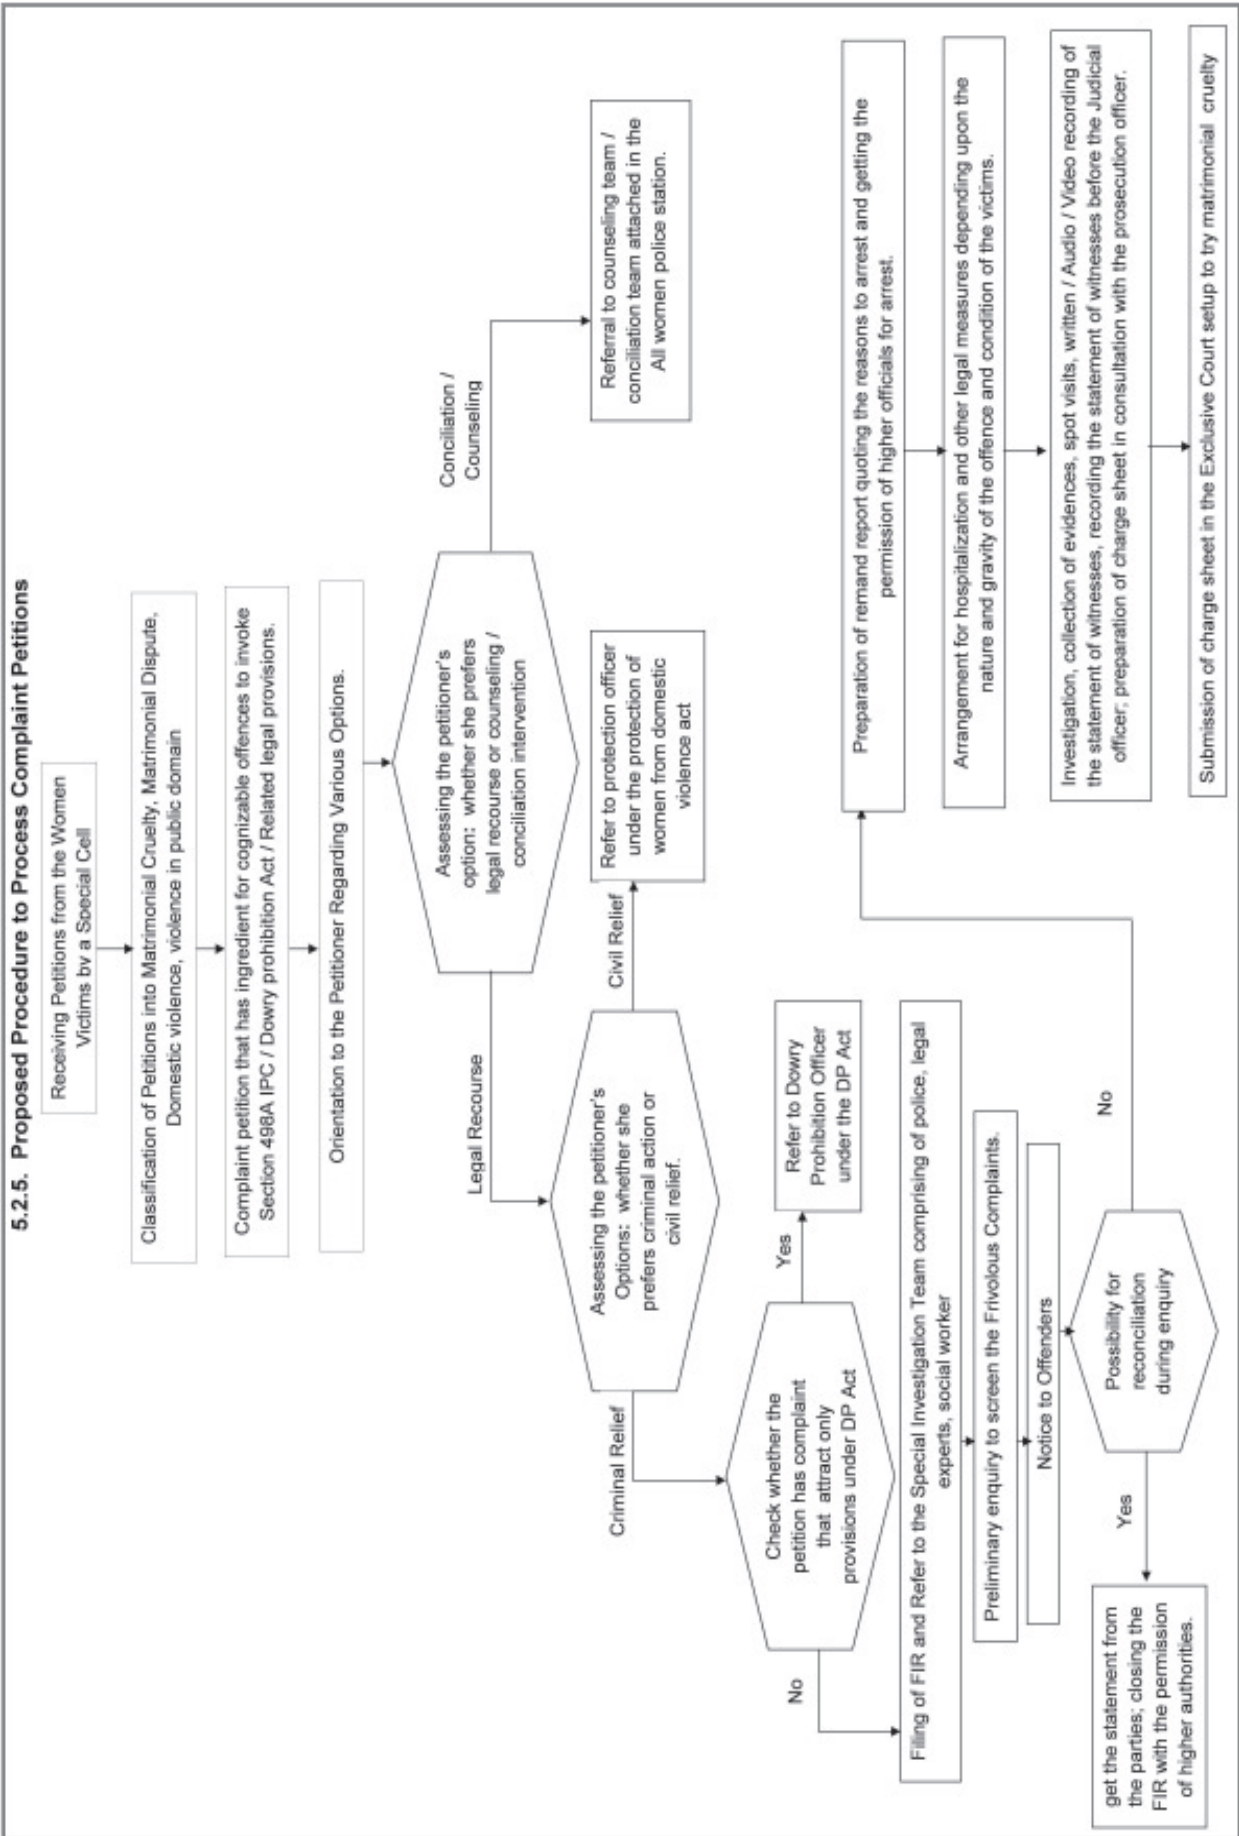 5.2.5. Proposed Procedure to Process Complaint Petitions
Receiving Petitions from the Women
Victims by a Special Cell
Classification of Petitions into Matrimonial Cruelty, Matrimonial Dispute,
Domestic violence, violence in public domain
Complaint petition that has ingredient for cognizable offences to invoke
Section 498A IPC / Dowry prohibition Act / Related legal provisions.
Orientation to the Petitioner Regarding Various Options.
Assessing the petitioner's
option: whether she prefers
legal recourse or counseling /
conciliation intervention
Legal Recourse
Conciliation /
Counseling
Referral to counseling team /
conciliation team attached in the
All women police station.
Assessing the petitioner's
Options: whether she
prefers criminal action or
civil relief.
Civil Relief
Refer to protection officer
under the protection of
women from domestic
violence act
Criminal Relief
Check whether the
petition has complaint
that attract only
provisions under DP Act
Yes
Refer to Dowry
Prohibition Officer
under the DP Act
No
Filing of FIR and Refer to the Special Investigation Team comprising of police, legal
experts, social worker
Preliminary enquiry to screen the Frivolous Complaints.
Notice to Offenders
Possibility for
reconciliation
during enquiry
Yes
get the statement from
the parties; closing the
FIR with the permission
of higher authorities.
No
Preparation of remand report quoting the reasons to arrest and getting the
permission of higher officials for arrest.
Arrangement for hospitalization and other legal measures depending upon the
nature and gravity of the offence and condition of the victims.
Investigation, collection of evidences, spot visits, written / Audio / Video recording of
the statement of witnesses, recording the statement of witnesses before the Judicial
officer; preparation of charge sheet in consultation with the prosecution officer.
Submission of charge sheet in the Exclusive Court setup to try matrimonial cruelty